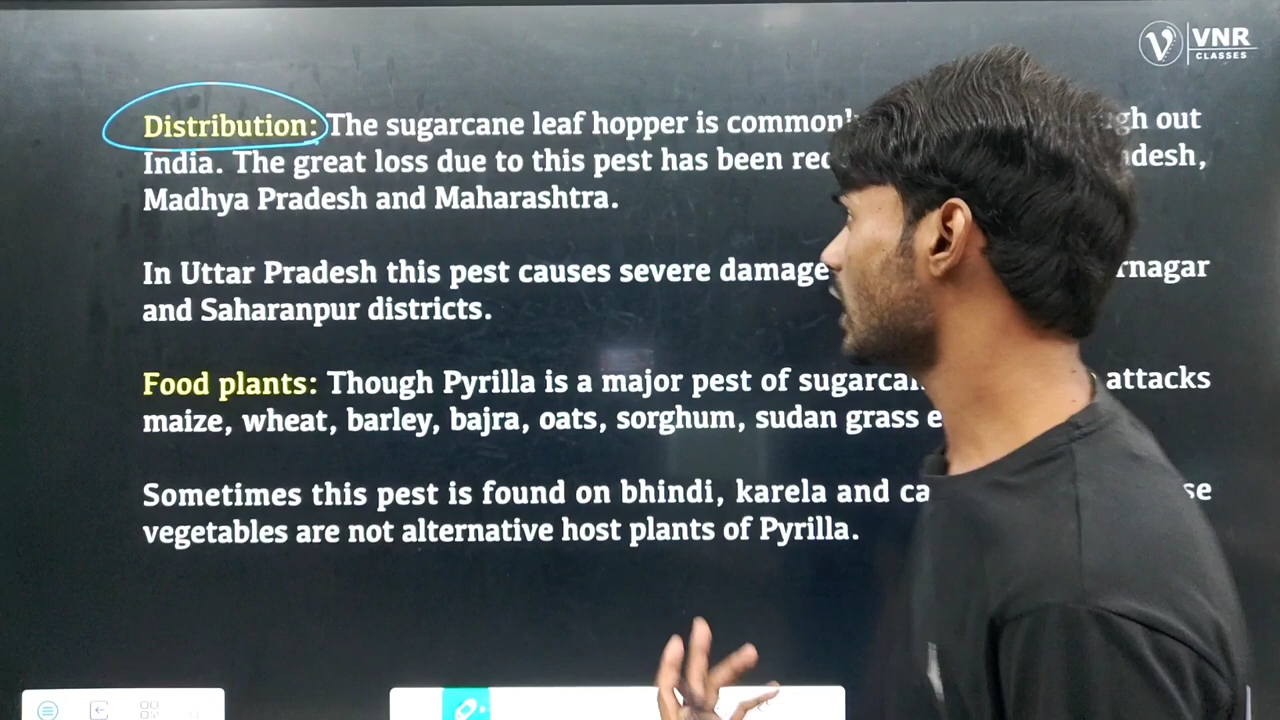 VNR
CLASSES
Distribution: The sugarcane leaf hopper is commonl gh out
India. The great loss due to this pest has been rec desh,
Madhya Pradesh and Maharashtra.
In Uttar Pradesh this pest causes severe damage rnagar
and Saharanpur districts.
Food plants: Though Pyrilla is a major pest of sugarcan attacks
maize, wheat, barley, bajra, oats, sorghum, sudan grass e
Sometimes this pest is found on bhindi, karela and ca se
vegetables are not alternative host plants of Pyrilla.